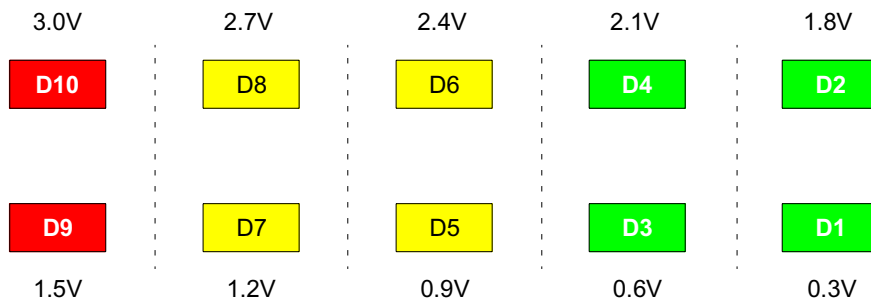 3.0V 2.7V 2.4V 2.1V 1.8V
D10 D8 D6 D4 D2
D9 D7 D5 D3 D1
1.5V 1.2V 0.9V 0.6V 0.3V